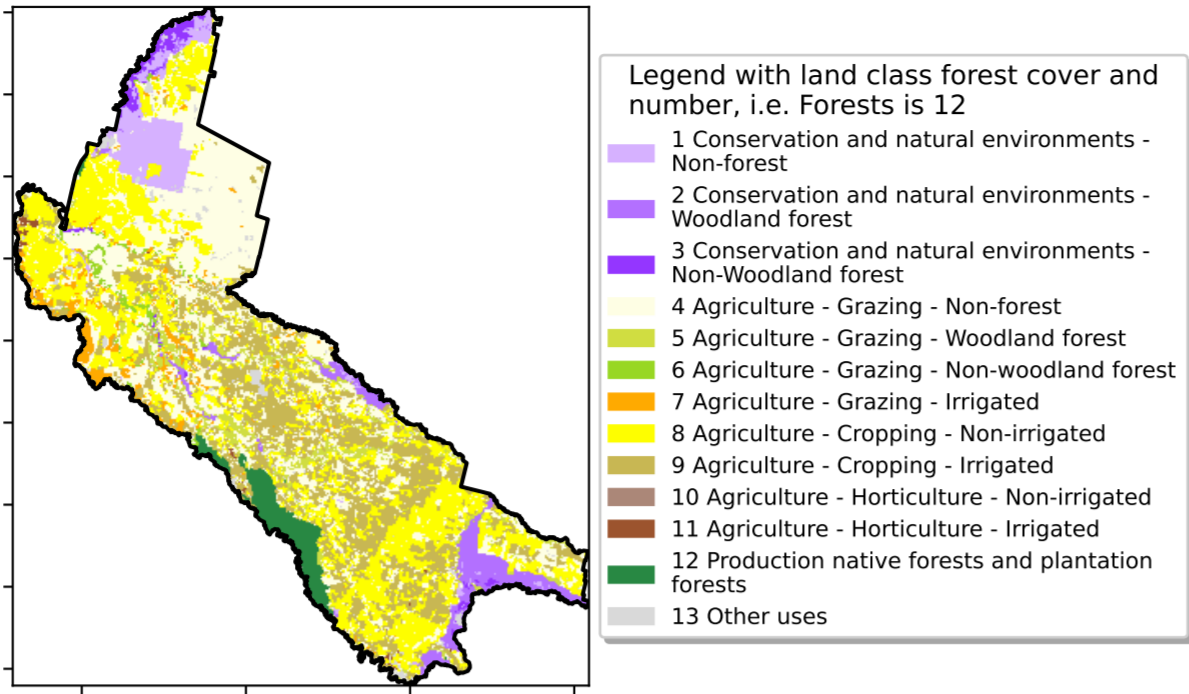 Legend with land class forest cover and
number, i.e. Forests is 12
1 Conservation and natural environments -
Non-forest
2 Conservation and natural environments -
Woodland forest
3 Conservation and natural environments -
Non-Woodland forest
4 Agriculture - Grazing - Non-forest
5 Agriculture - Grazing - Woodland forest
6 Agriculture - Grazing - Non-woodland forest
7 Agriculture - Grazing - Irrigated
8 Agriculture - Cropping - Non-irrigated
9 Agriculture - Cropping - Irrigated
10 Agriculture - Horticulture - Non-irrigated
11 Agriculture - Horticulture - Irrigated
12 Production native forests and plantation
forests
13 Other uses